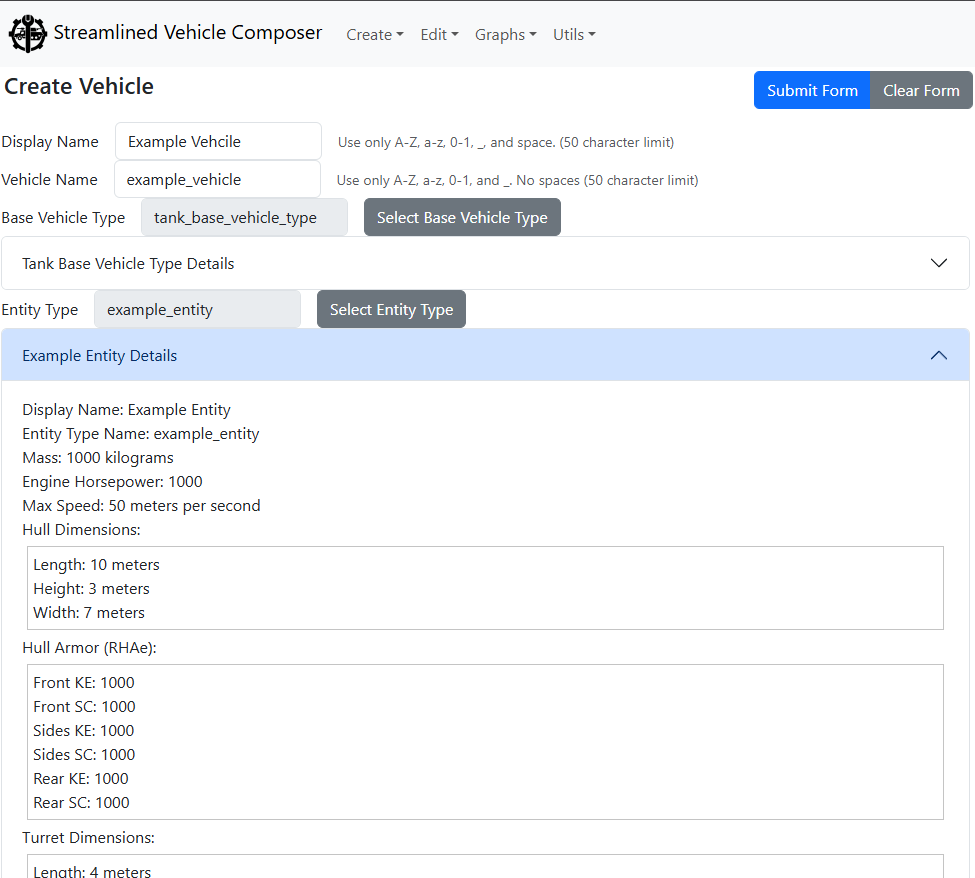 Streamlined Vehicle Composer Create Edit Graphs Utils
Create Vehicle
Submit Form Clear Form
Display Name Example Vehcile Use only A-Z, a-z, 0-1, _, and space. (50 character limit)
Vehicle Name example_vehicle Use only A-Z, a-z, 0-1, and _. No spaces (50 character limit)
Base Vehicle Type tank_base_vehicle_type Select Base Vehicle Type
Tank Base Vehicle Type Details
Entity Type example_entity Select Entity Type
Example Entity Details
Display Name: Example Entity
Entity Type Name: example_entity
Mass: 1000 kilograms
Engine Horsepower: 1000
Max Speed: 50 meters per second
Hull Dimensions:
Length: 10 meters
Height: 3 meters
Width: 7 meters
Hull Armor (RHAe):
Front KE: 1000
Front SC: 1000
Sides KE: 1000
Sides SC: 1000
Rear KE: 1000
Rear SC: 1000
Turret Dimensions:
Length: 4 meters